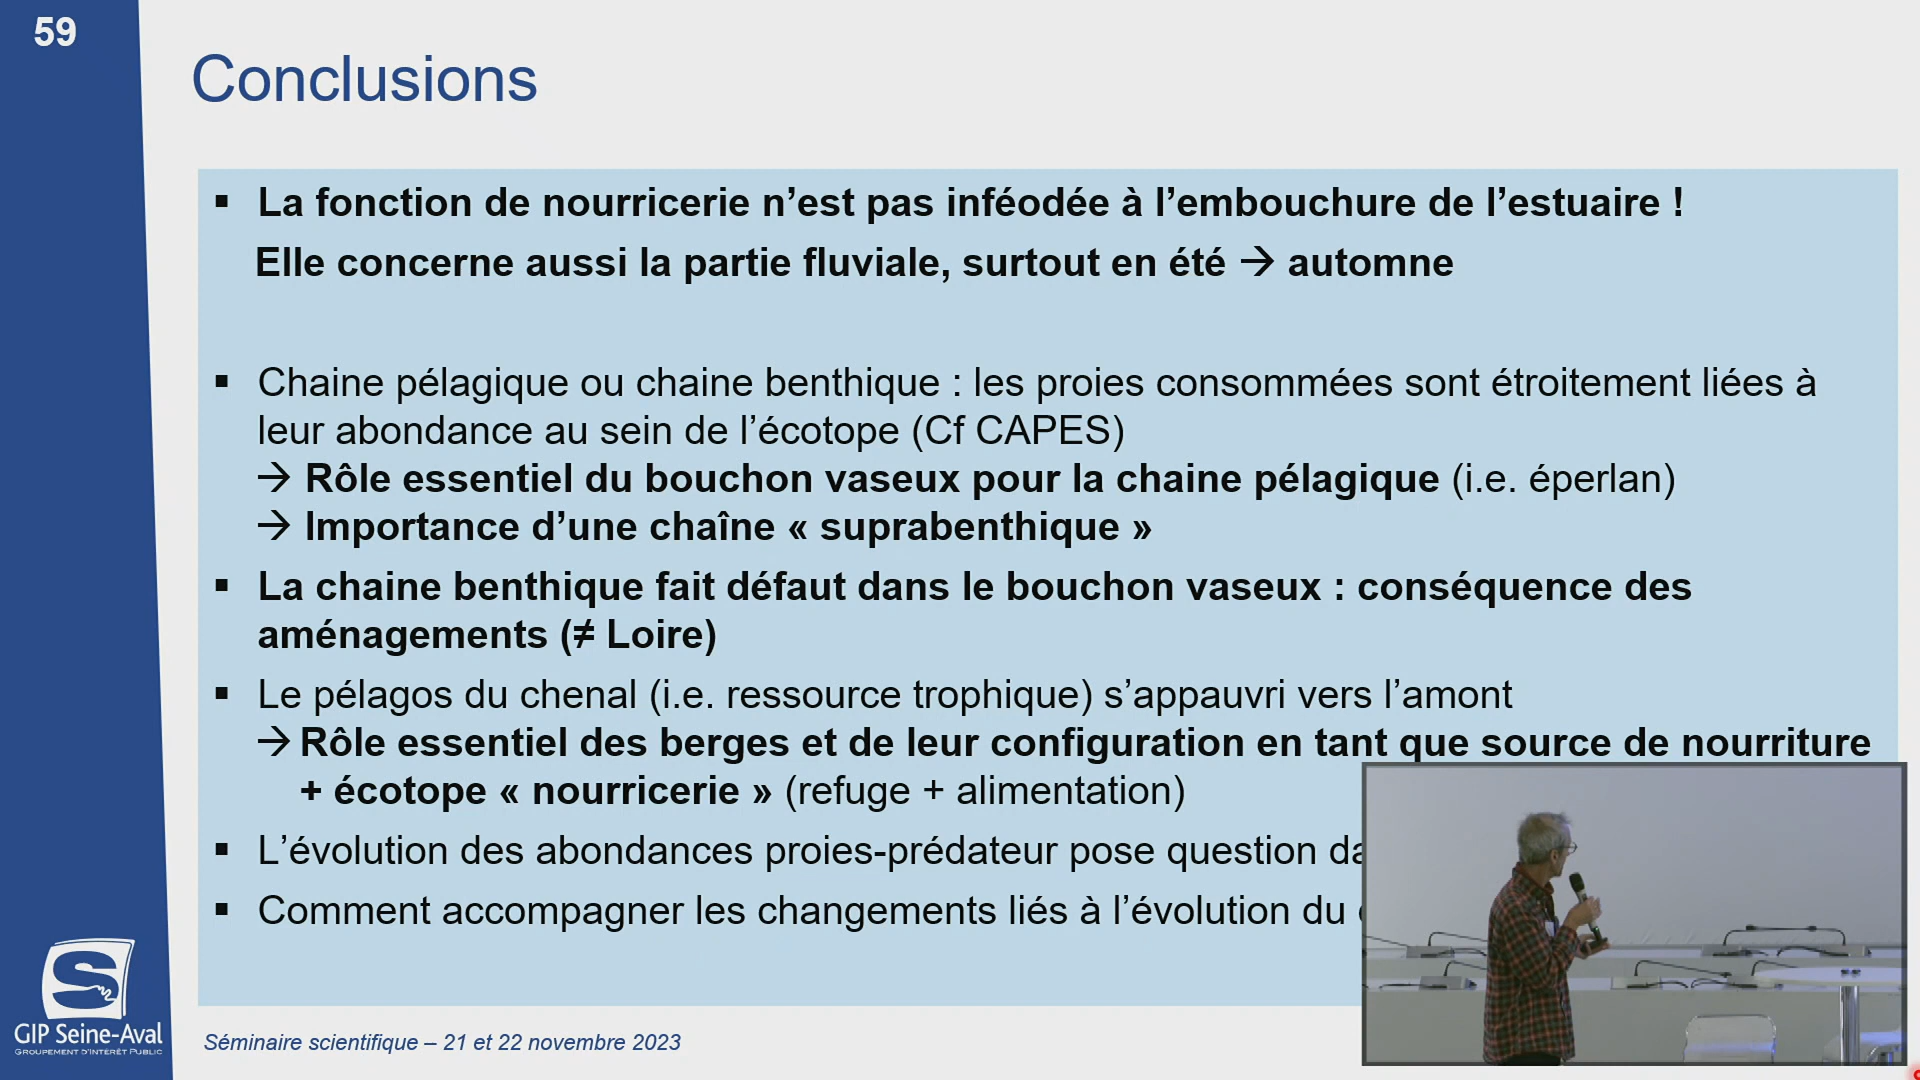 59
Conclusions
▪ La fonction de nourricerie n’est pas inféodée à l’embouchure de l’estuaire !
Elle concerne aussi la partie fluviale, surtout en été → automne
▪ Chaine pélagique ou chaine benthique : les proies consommées sont étroitement liées à
leur abondance au sein de l’écotope (Cf CAPES)
→ Rôle essentiel du bouchon vaseux pour la chaine pélagique (i.e. éperlan)
→ Importance d’une chaîne « suprabenthique »
▪ La chaine benthique fait défaut dans le bouchon vaseux : conséquence des
aménagements (≠ Loire)
▪ Le pélagos du chenal (i.e. ressource trophique) s’appauvri vers l’amont
→ Rôle essentiel des berges et de leur configuration en tant que source de nourriture
+ écotope « nourricerie » (refuge + alimentation)
▪ L’évolution des abondances proies-prédateur pose question
▪ Comment accompagner les changements liés à l’évolution du
S
GIP Seine-Aval
GROUPEMENT D'INTÉRÊT PUBLIC
Séminaire scientifique – 21 et 22 novembre 2023